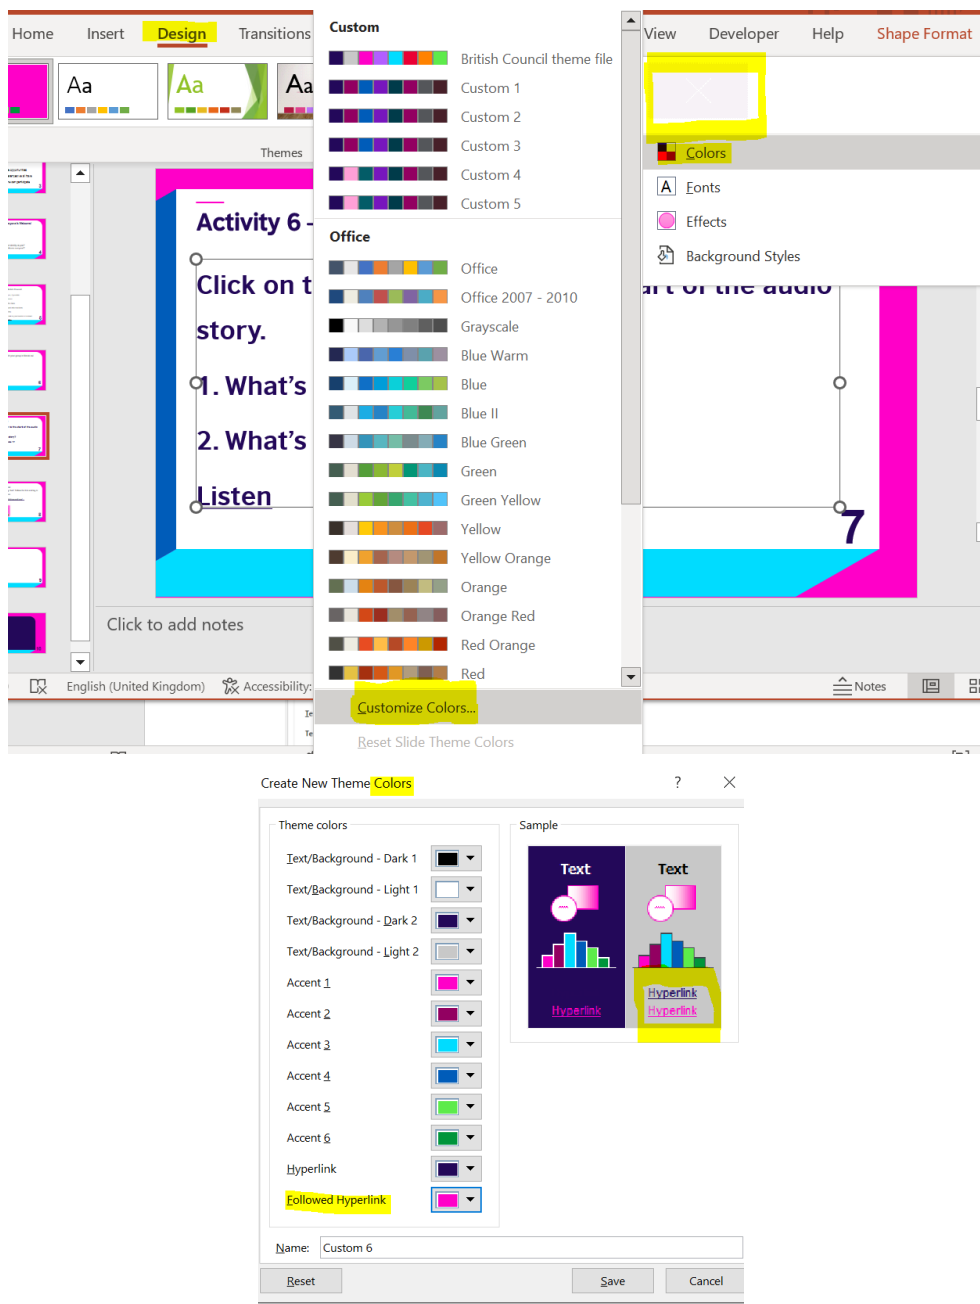 Home Insert Design Transitions
Aa
Aa
Aa
Themes
Custom
British Council theme file
Custom 1
Custom 2
Custom 3
Custom 4
Custom 5
Office
Office
Office 2007 - 2010
Grayscale
Blue Warm
Blue
Blue II
Blue Green
Green
Green Yellow
Yellow
Yellow Orange
Orange
Orange Red
Red Orange
Red
Customize Colors...
Reset Slide Theme Colors
View Developer Help Shape Format
Colors
Fonts
Effects
Background Styles
Activity 6 -
Click on t
art of the audio
story.
1. What's
2. What's
Listen
7
Click to add notes
English (United Kingdom) Accessibility:
Notes
Create New Theme Colors ?
Theme colors
Text/Background - Dark 1
Text/Background - Light 1
Text/Background - Dark 2
Text/Background - Light 2
Accent 1
Accent 2
Accent 3
Accent 4
Accent 5
Accent 6
Hyperlink
Followed Hyperlink
Sample
Text Text
Hyperlink
Hyperlink Hyperlink
Name: Custom 6
Reset Save Cancel